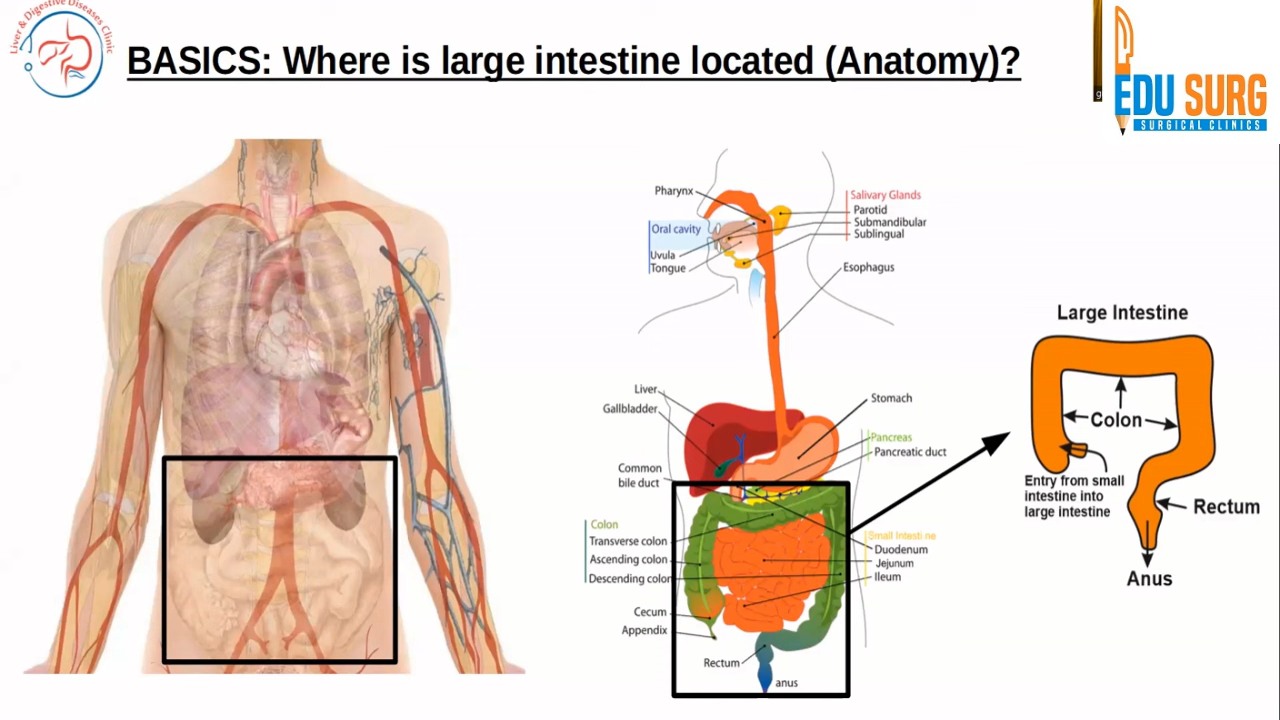 Liver & Digestive Diseases Clinic
BASICS: Where is large intestine located (Anatomy)?
g
EDU SURG
SURGICAL CLINICS
Pharynx
Oral cavity
Uvula
Tongue
Salivary Glands
Parotid
Submandibular
Sublingual
Esophagus
Liver
Gallbladder
Stomach
Pancreas
Pancreatic duct
Common
bile duct
Colon
Transverse colon
Ascending colon
Descending colon
Cecum
Appendix
Small Intestine
Duodenum
Jejunum
Ileum
Rectum
anus
Large Intestine
Colon
Entry from small
intestine into
large intestine
Rectum
Anus